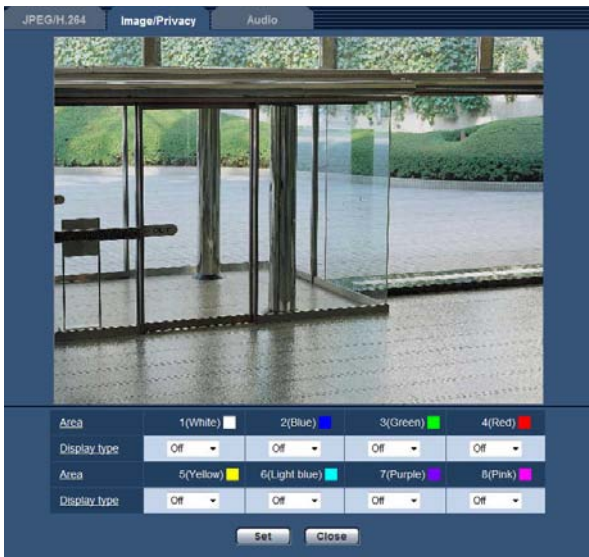 JPEG/H.264 Image/Privacy Audio
Area 1(White) 2(Blue) 3(Green) 4(Red)
Display type Off Off Off Off
Area 5(Yellow) 6(Light blue) 7(Purple) 8(Pink)
Display type Off Off Off Off
Set Close